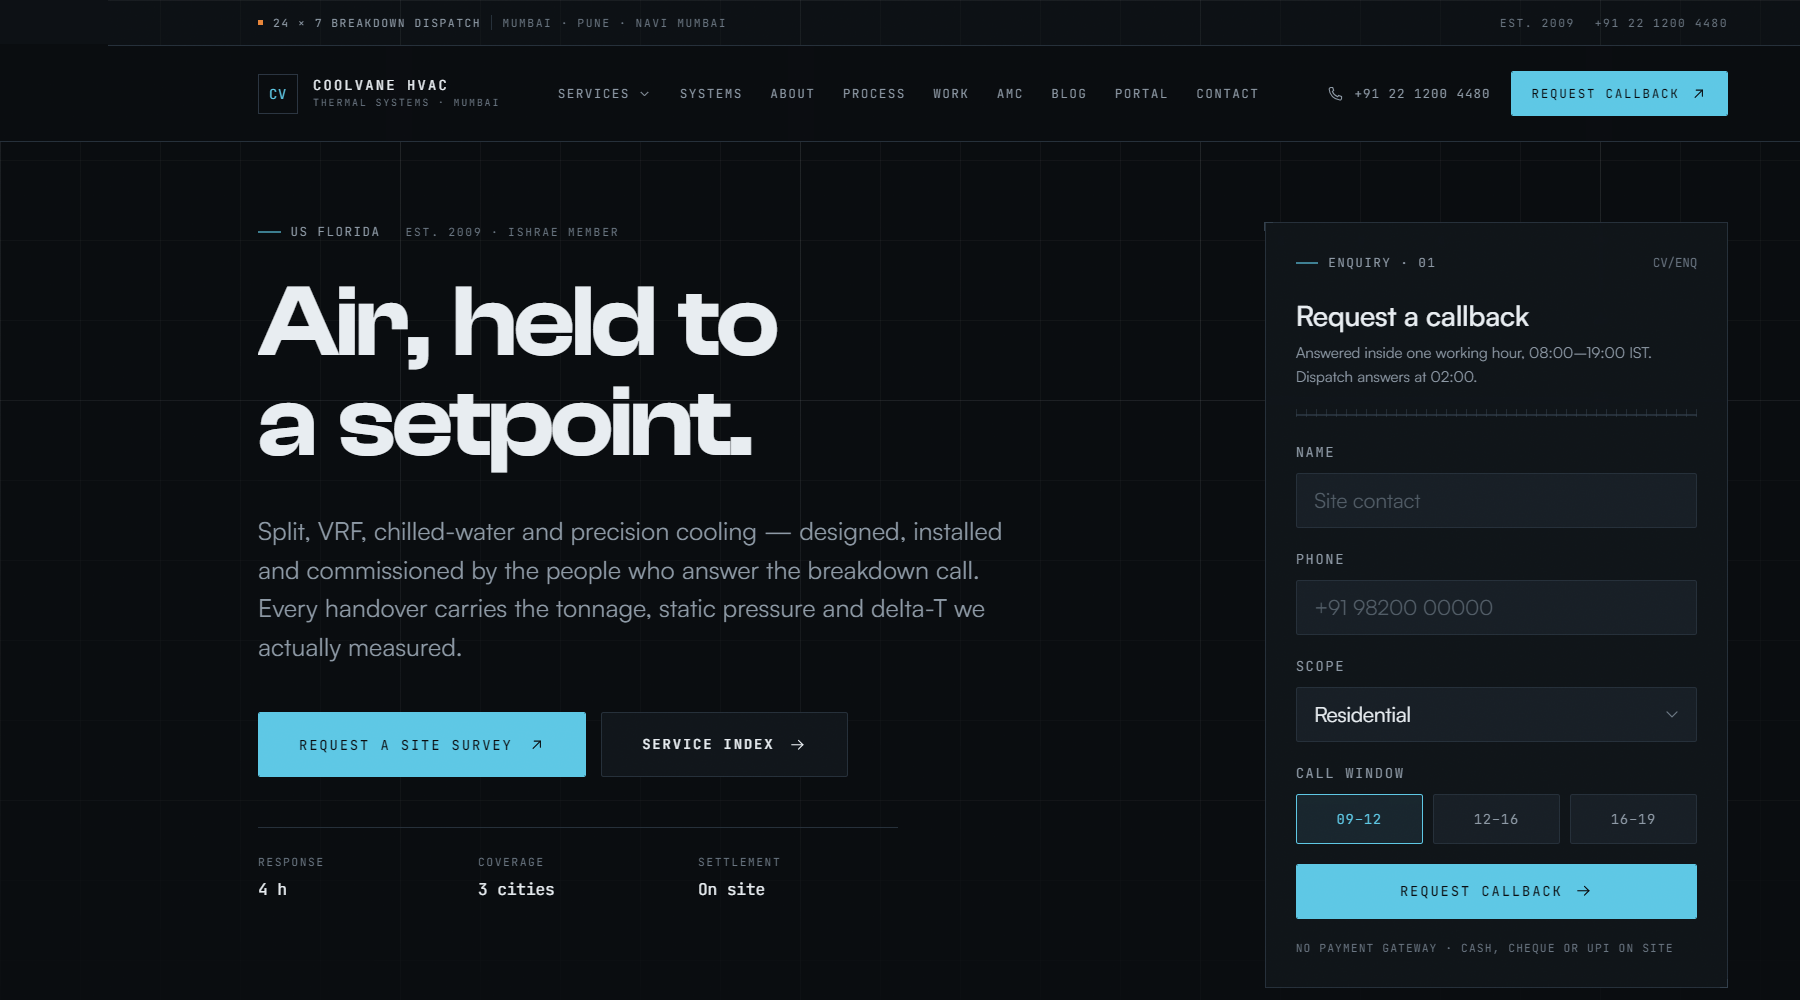 24 × 7 BREAKDOWN DISPATCH | MUMBAI · PUNE · NAVI MUMBAI
EST. 2009 +91 22 1200 4480
CV
COOLVANE HVAC
THERMAL SYSTEMS · MUMBAI
SERVICES SYSTEMS ABOUT PROCESS WORK AMC BLOG PORTAL CONTACT
+91 22 1200 4480
REQUEST CALLBACK
US FLORIDA EST. 2009 · ISHRAE MEMBER
Air, held to
a setpoint.
Split, VRF, chilled-water and precision cooling — designed, installed
and commissioned by the people who answer the breakdown call.
Every handover carries the tonnage, static pressure and delta-T we
actually measured.
REQUEST A SITE SURVEY
SERVICE INDEX
RESPONSE COVERAGE SETTLEMENT
4 h 3 cities On site
ENQUIRY · 01 CV/ENQ
Request a callback
Answered inside one working hour, 08:00—19:00 IST.
Dispatch answers at 02:00.
NAME
Site contact
PHONE
+91 98200 00000
SCOPE
Residential
CALL WINDOW
09–12 12–16 16–19
REQUEST CALLBACK
NO PAYMENT GATEWAY · CASH, CHEQUE OR UPI ON SITE